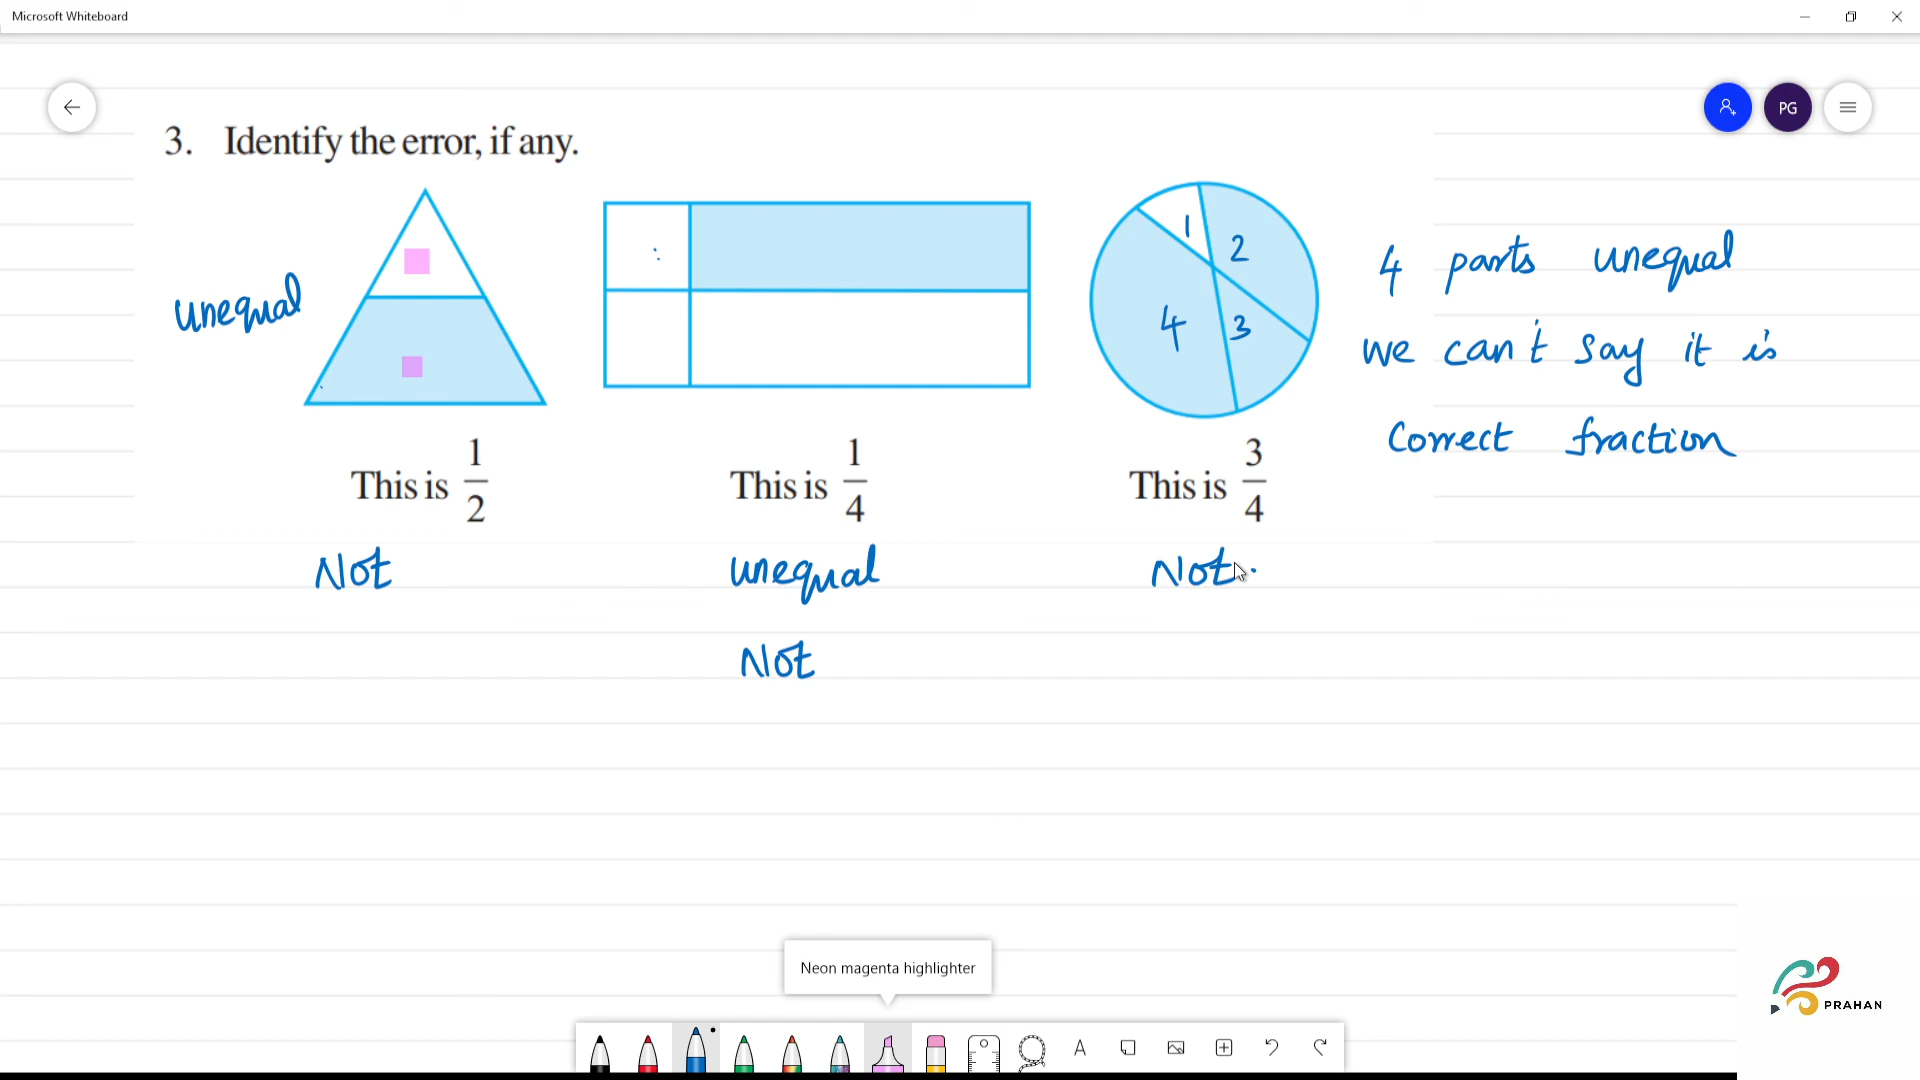 Microsoft Whiteboard
PG
3. Identify the error, if any.
unequal
1
2
3
4
4 parts unequal
we can't say it is
correct fraction
This is 1/2
This is 1/4
This is 3/4
Not
unequal
Not.
Not
Neon magenta highlighter
A
PRAHAN